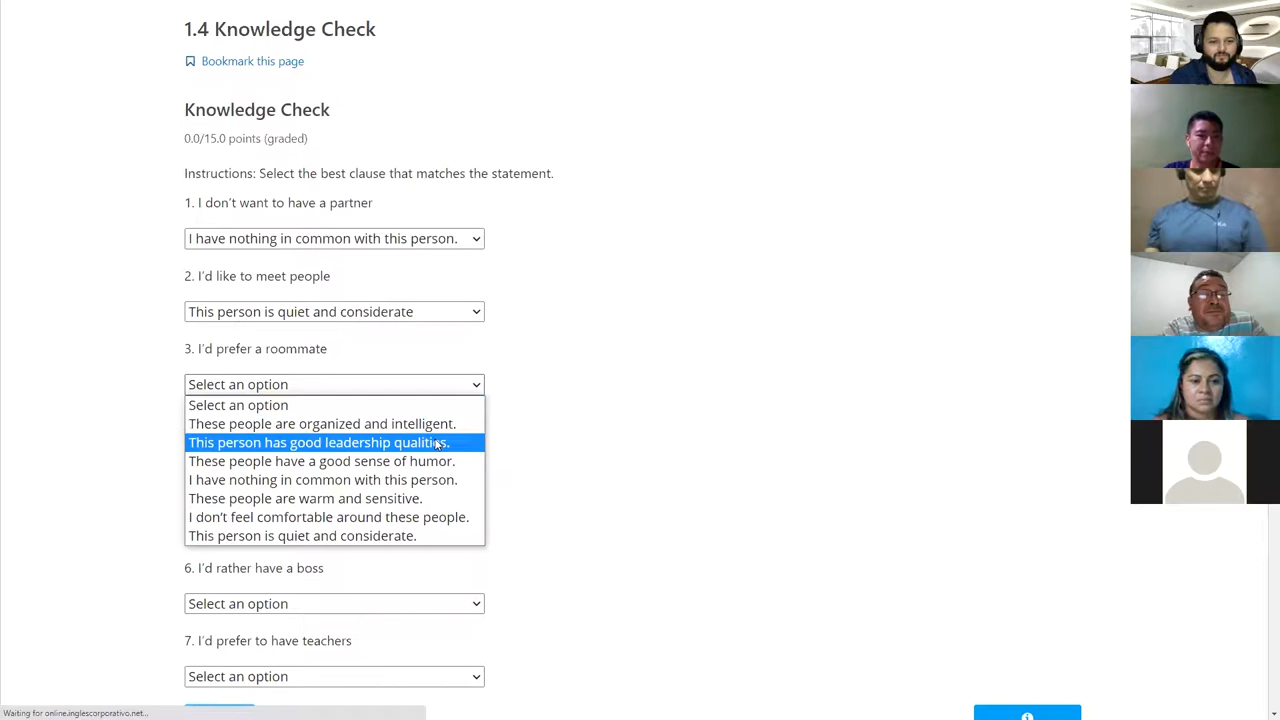 1.4 Knowledge Check
Bookmark this page
Knowledge Check
0.0/15.0 points (graded)
Instructions: Select the best clause that matches the statement.
1. I don’t want to have a partner
I have nothing in common with this person.
2. I’d like to meet people
This person is quiet and considerate
3. I’d prefer a roommate
Select an option
Select an option
These people are organized and intelligent.
This person has good leadership qualities.
These people have a good sense of humor.
I have nothing in common with this person.
These people are warm and sensitive.
I don’t feel comfortable around these people.
This person is quiet and considerate.
6. I’d rather have a boss
Select an option
7. I’d prefer to have teachers
Select an option
Waiting for online.inglescorporativo.net...